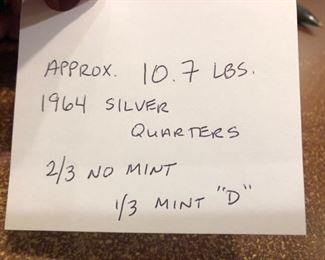 APPROX. 10.7 LBS.
1964 SILVER
QUARTERS
2/3 NO MINT
1/3 MINT "D"